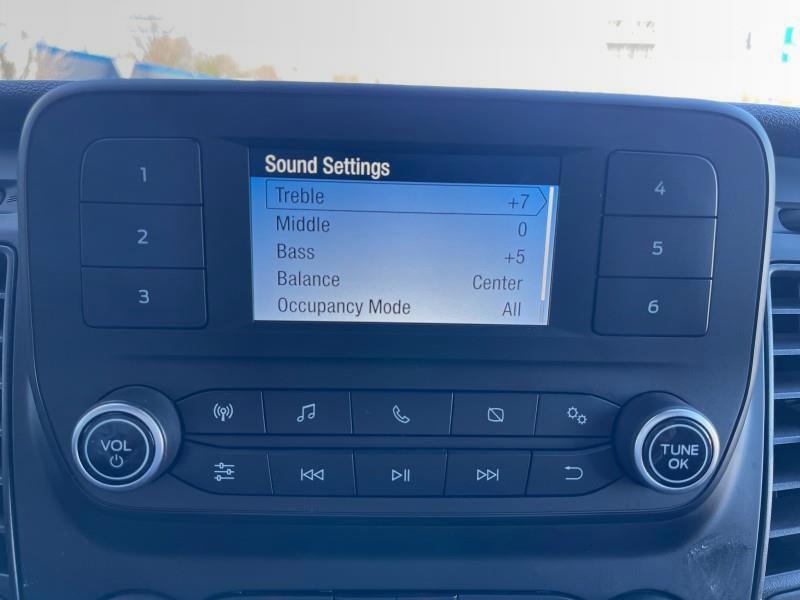 Sound Settings
Treble +7
Middle 0
Bass +5
Balance Center
Occupancy Mode All
1
2
3
4
5
6
VOL
TUNE
OK